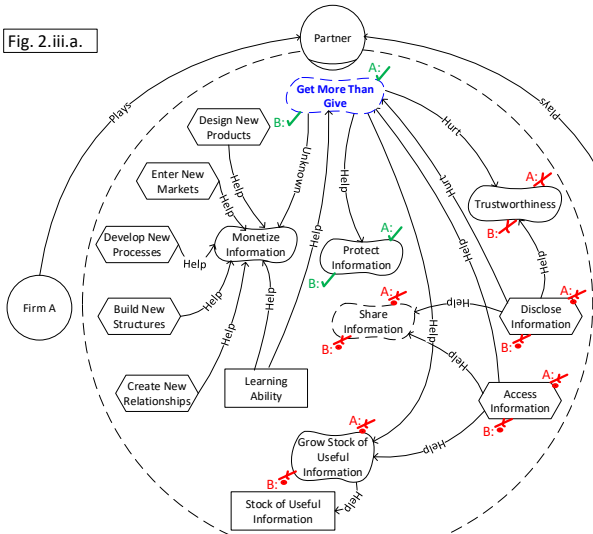 Fig. 2.iii.a.
Partner
A:
Get More Than
Give
B:
Plays
Plays
Design New
Products
Help
Unknown
Help
Hurt
Hurt
Enter New
Markets
Help
A:
Trustworthiness
B:
Develop New
Processes
Help
Monetize
Information
Help
A:
Protect
Information
B:
Help
Help
Firm A
Build New
Structures
Help
A:
Share
Information
B:
Help
A:
Disclose
Information
B:
Help
Help
Help
Help
Create New
Relationships
Learning
Ability
A:
Access
Information
B:
A:
Grow Stock of
Useful
Information
B:
Help
Help
Stock of Useful
Information